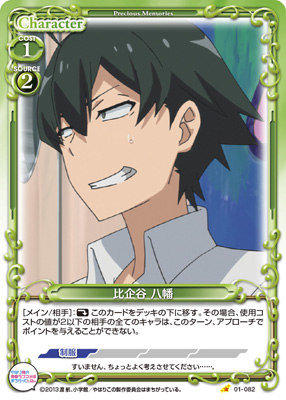 Precious Memories
Character
COST
1
SOURCE
2
比企谷 八幡
[メイン/相手]: このカードをデッキの下に移す。その場合、使用コ
ストの値が2以下の相手の全てのキャラは、このターン、アプローチで
ポイントを与えることができない。
制服
すいません、ちょっとよく考えさせてください……。
©2013 渡 航、小学館/やはりこの製作委員会はまちがっている。
01-082